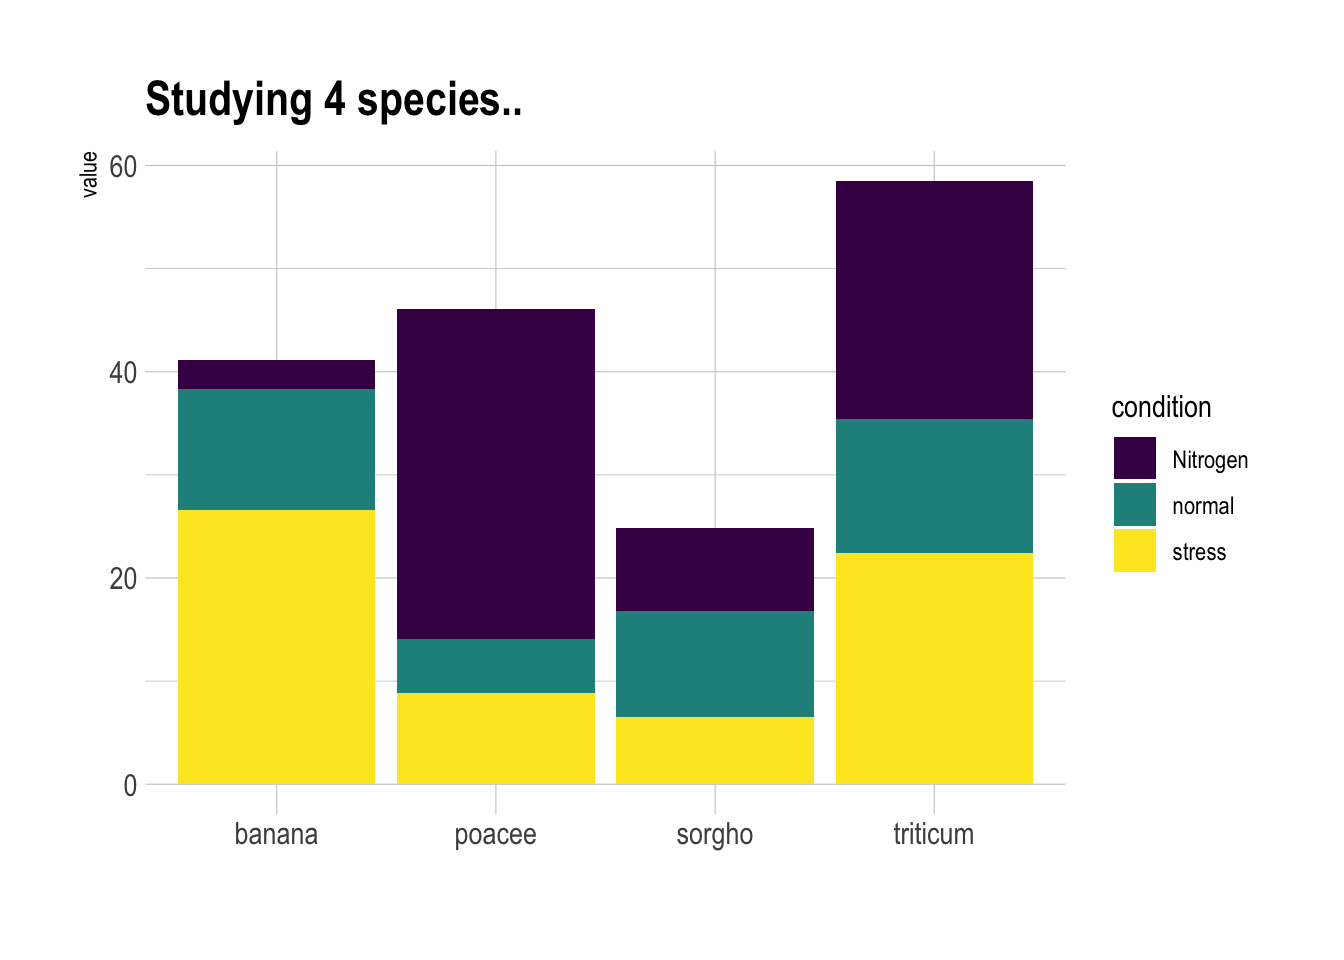 Studying 4 species..
value
60
40
20
0
banana poacee sorgho triticum
condition
Nitrogen
normal
stress